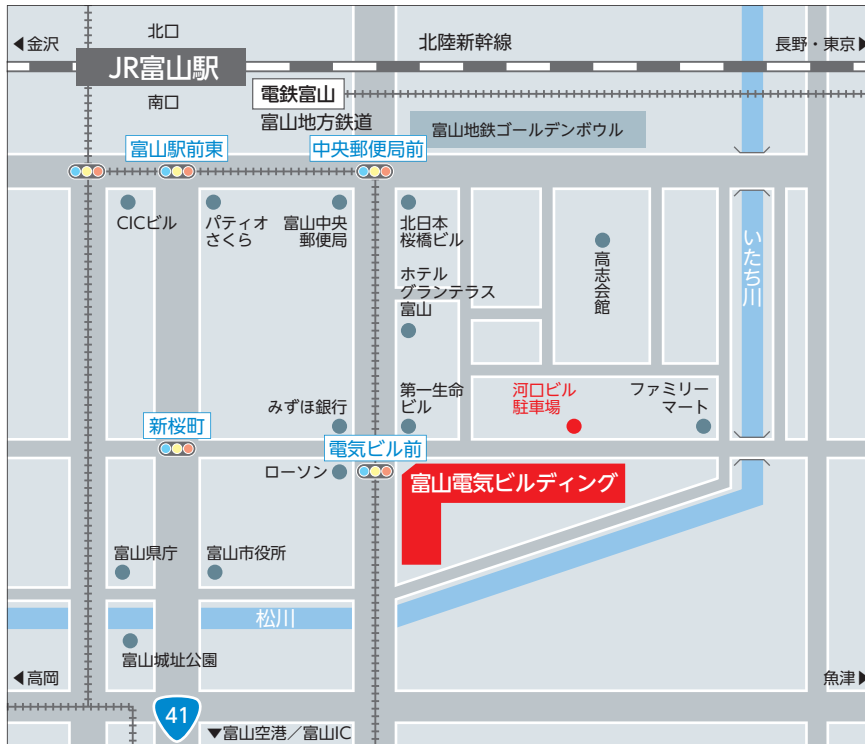 ◀金沢
北口
北陸新幹線
長野・東京▶
JR富山駅
南口
電鉄富山
富山地方鉄道
富山地鉄ゴールデンボウル
富山駅前東
中央郵便局前
CICビル
パティオ
さくら
富山中央
郵便局
北日本
桜橋ビル
高志会館
いたち川
ホテル
グランテラス
富山
みずほ銀行
第一生命
ビル
河口ビル
駐車場
ファミリー
マート
新桜町
電気ビル前
ローソン
富山電気ビルディング
富山県庁
富山市役所
松川
富山城址公園
◀高岡
魚津▶
41
▼富山空港／富山IC